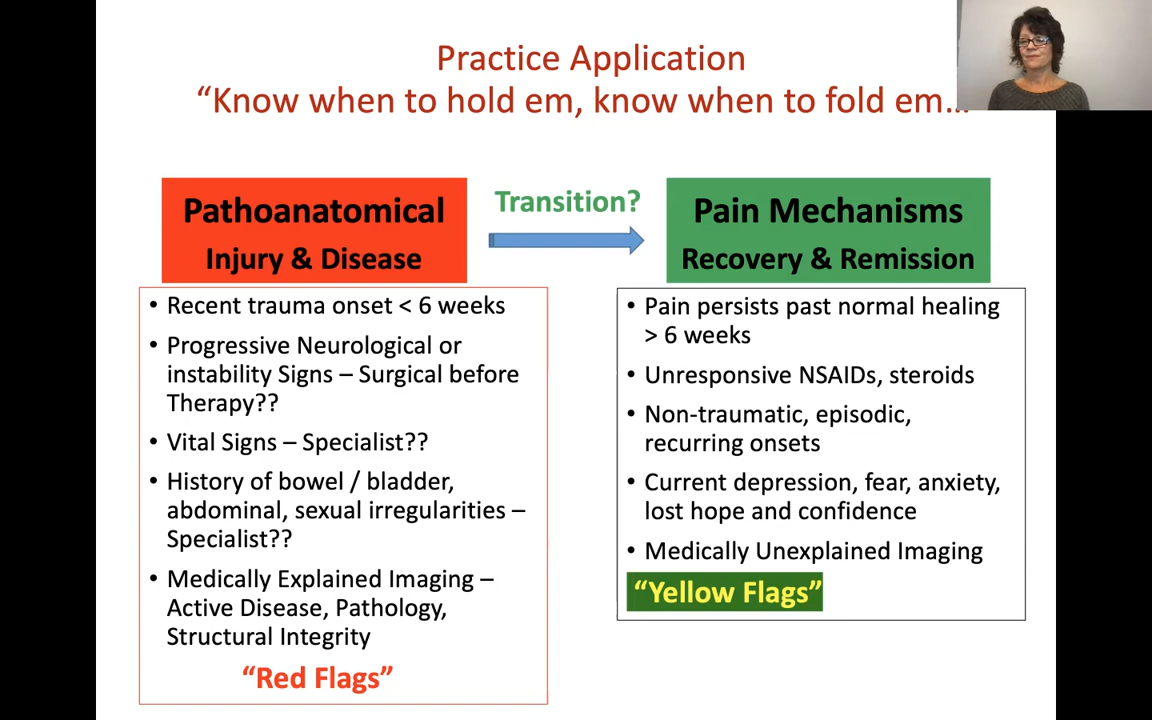 Practice Application
“Know when to hold em, know when to fold em…
Pathoanatomical
Injury & Disease
Transition?
Pain Mechanisms
Recovery & Remission
• Recent trauma onset < 6 weeks
• Progressive Neurological or
instability Signs – Surgical before
Therapy??
• Vital Signs – Specialist??
• History of bowel / bladder,
abdominal, sexual irregularities –
Specialist??
• Medically Explained Imaging –
Active Disease, Pathology,
Structural Integrity
“Red Flags”
• Pain persists past normal healing
> 6 weeks
• Unresponsive NSAIDs, steroids
• Non-traumatic, episodic,
recurring onsets
• Current depression, fear, anxiety,
lost hope and confidence
• Medically Unexplained Imaging
“Yellow Flags”